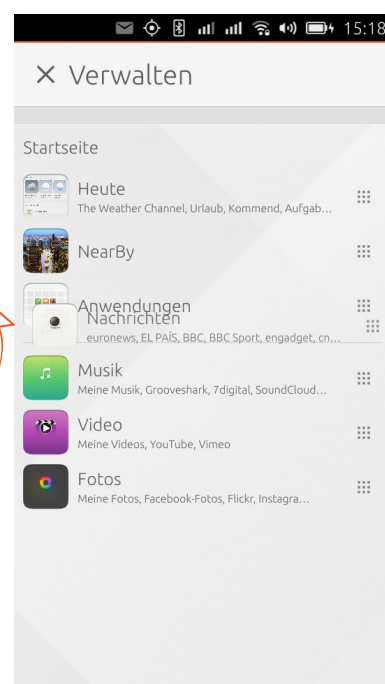 15:18
× Verwalten
Startseite
Heute
The Weather Channel, Urlaub, Kommend, Aufgab...
NearBy
Anwendungen
Nachrichten
euronews, EL PAÍS, BBC, BBC Sport, engadget, cn...
Musik
Meine Musik, Grooveshark, 7digital, SoundCloud...
Video
Meine Videos, YouTube, Vimeo
Fotos
Meine Fotos, Facebook-Fotos, Flickr, Instagra...